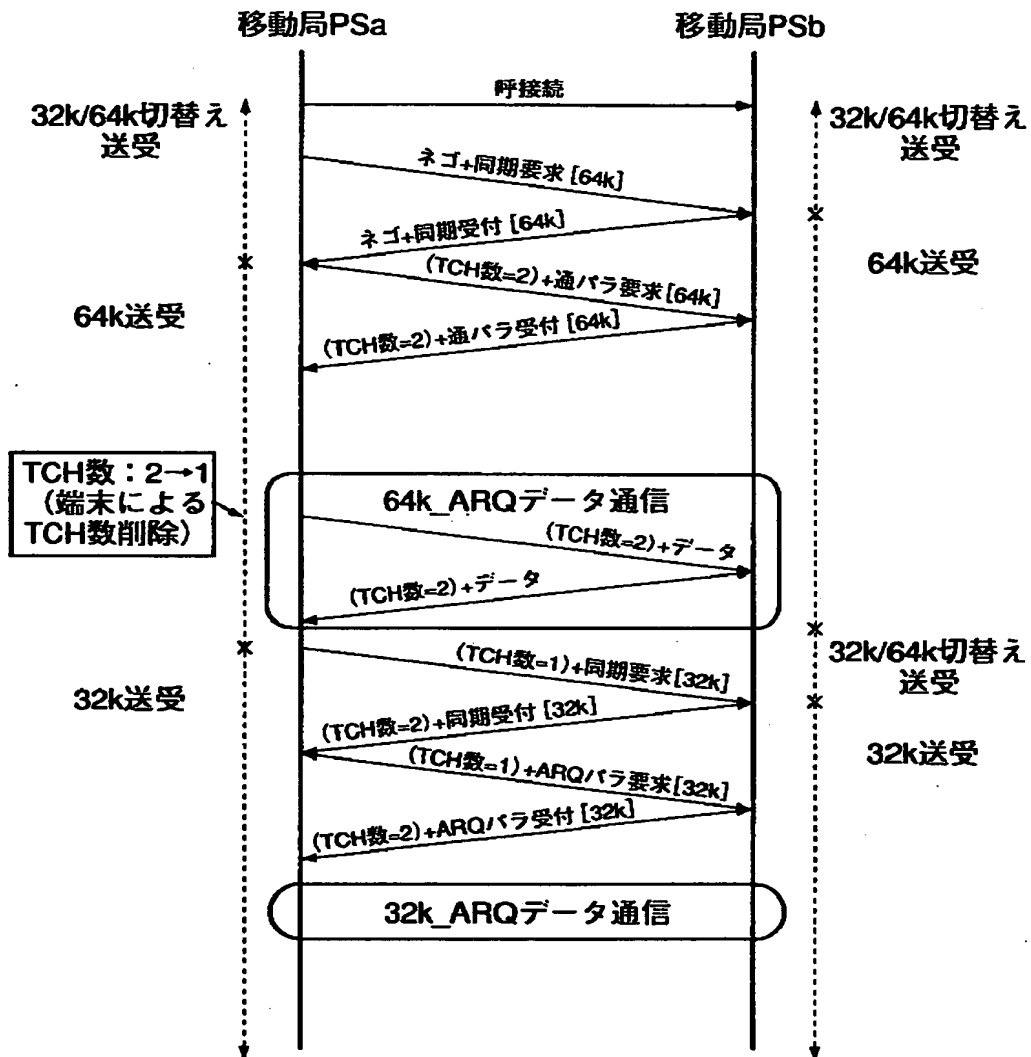 移動局PSa
移動局PSb
呼接続
32k/64k切替え
送受
32k/64k切替え
送受
ネゴ+同期要求[64k]
ネゴ+同期受付[64k]
(TCH数=2)+通パラ要求[64k]
64k送受
64k送受
(TCH数=2)+通パラ受付[64k]
TCH数：2→1
（端末による
TCH数削除）
64k_ARQデータ通信
(TCH数=2)+データ
(TCH数=2)+データ
(TCH数=1)+同期要求[32k]
32k/64k切替え
送受
32k送受
(TCH数=2)+同期受付[32k]
(TCH数=1)+ARQパラ要求[32k]
32k送受
(TCH数=2)+ARQパラ受付[32k]
32k_ARQデータ通信